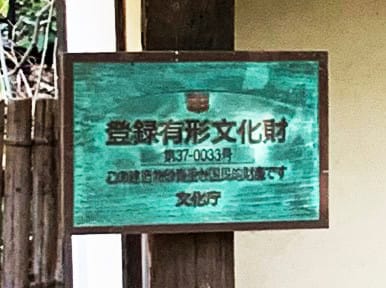 登録有形文化財
第37-0033号
この建造物は貴重な国民的財産です
文化庁